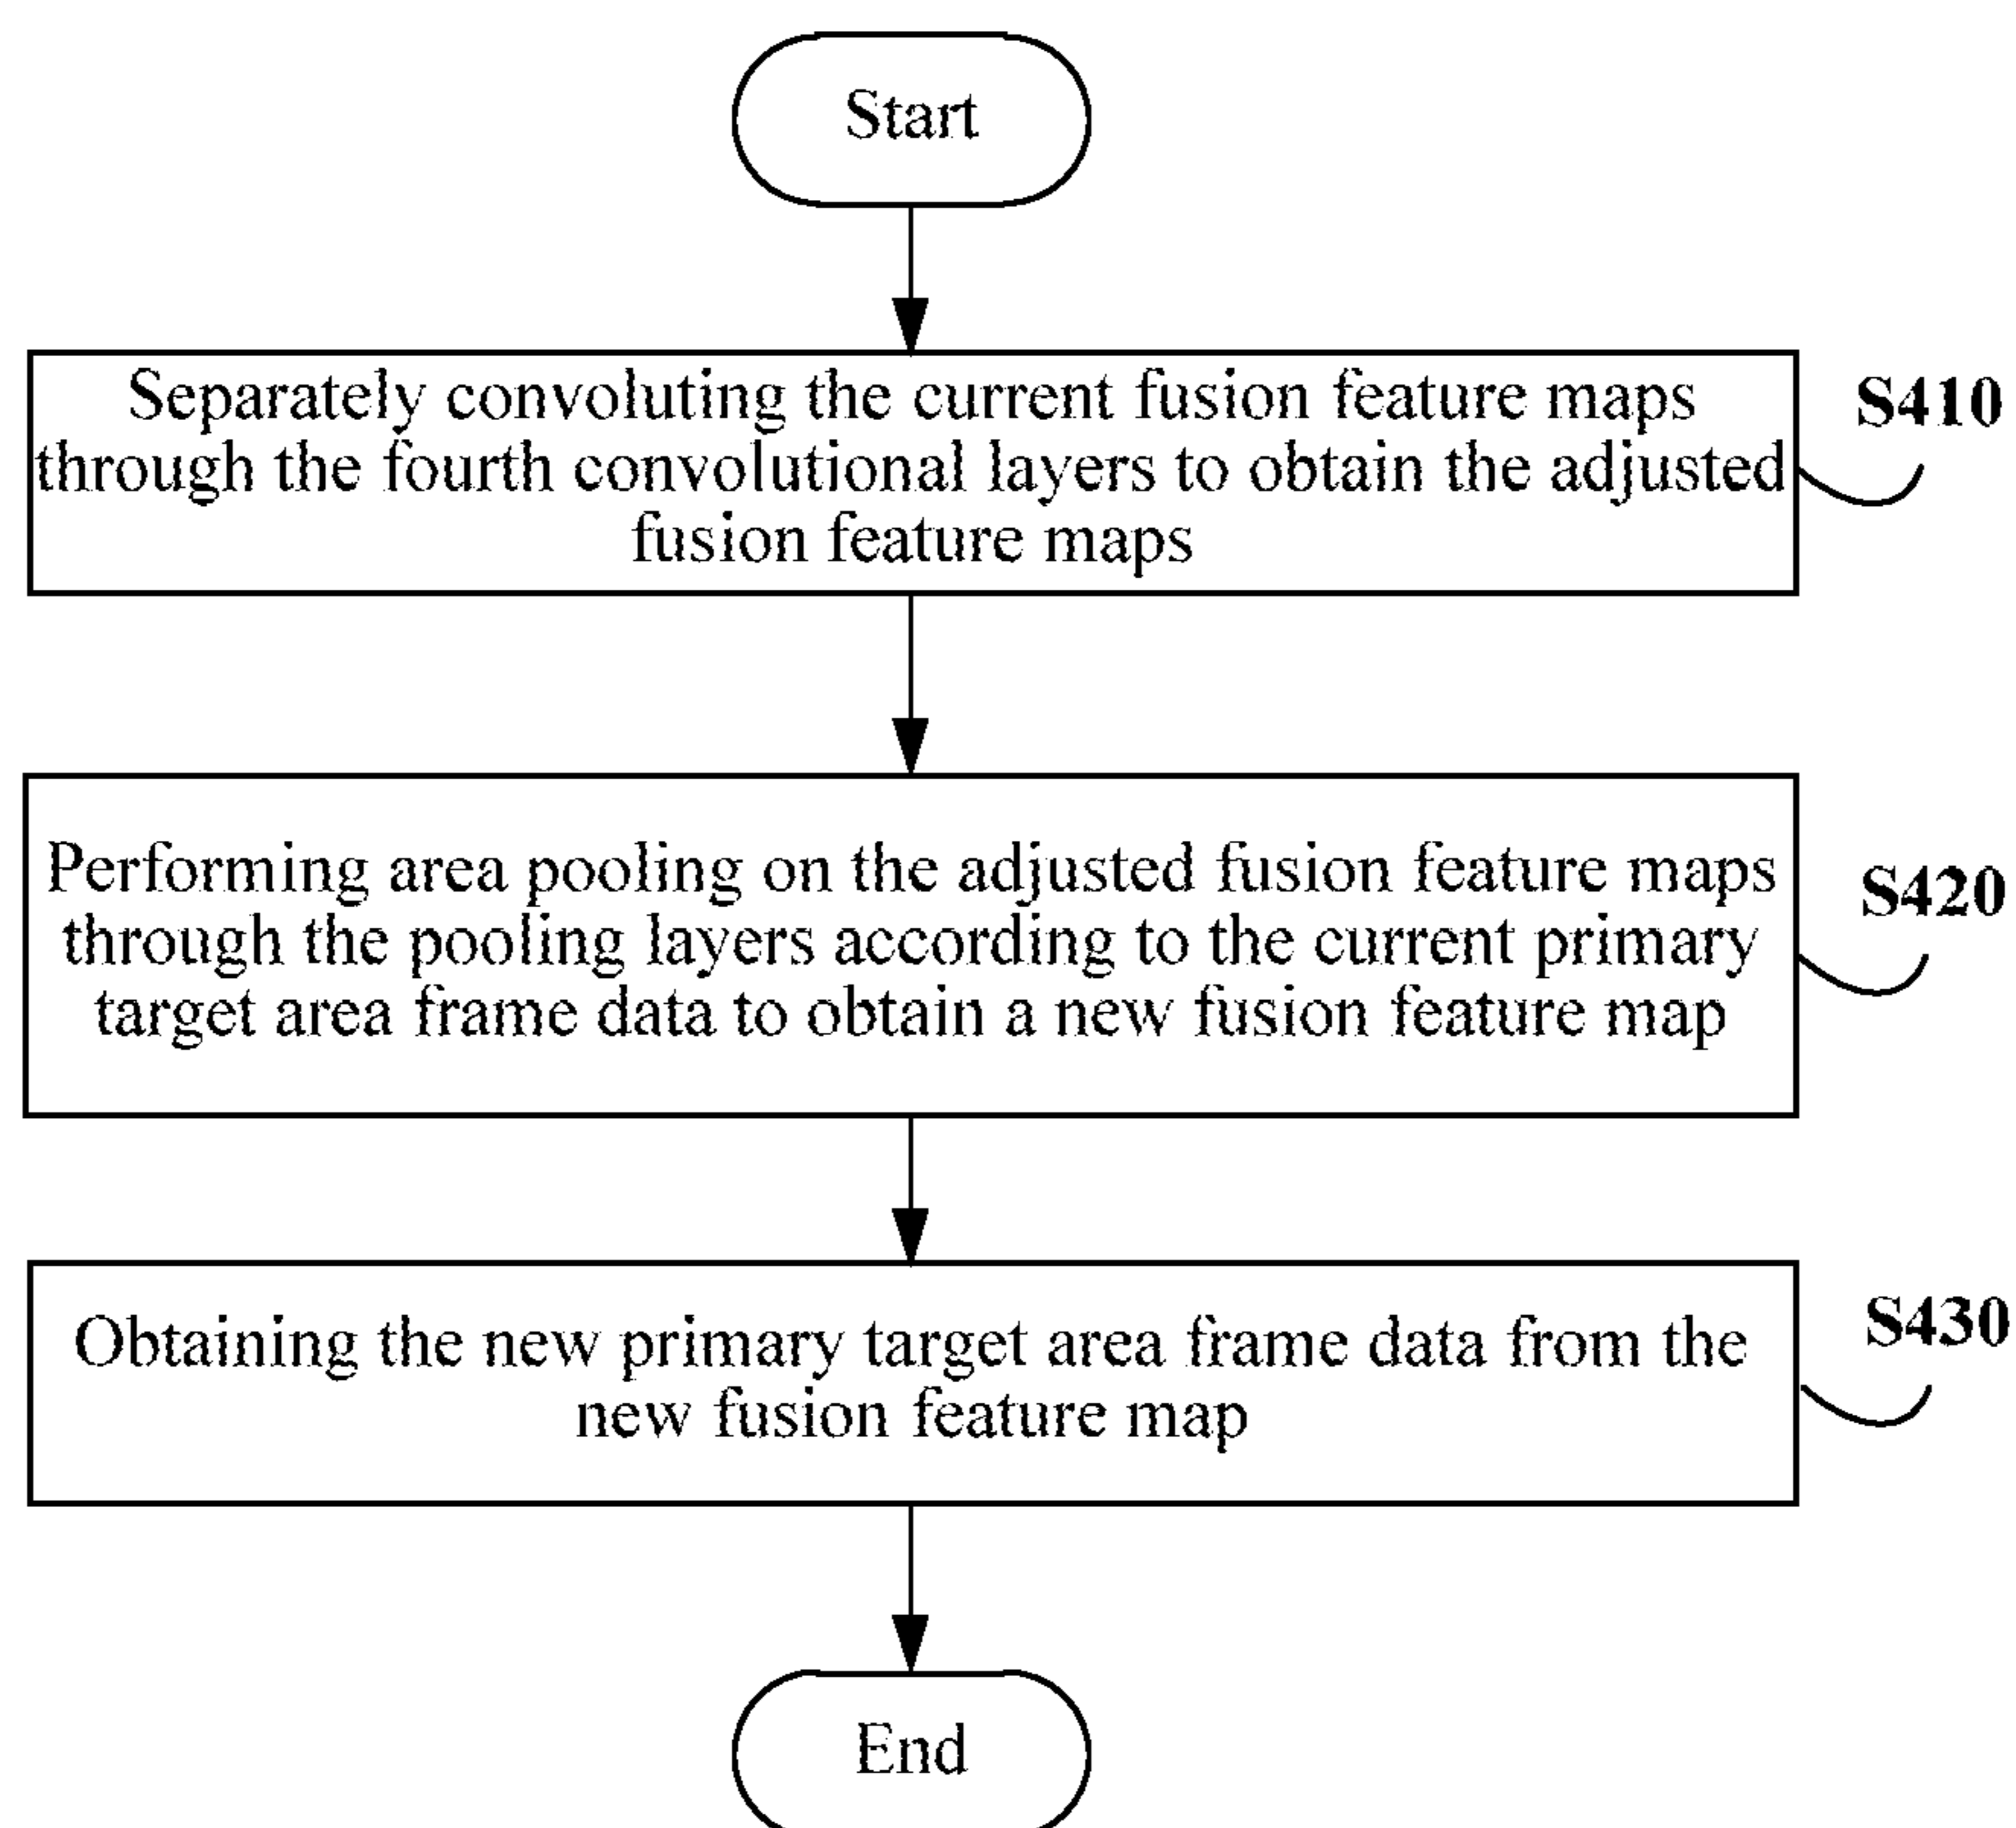 Start
Separately convoluting the current fusion feature maps
through the fourth convolutional layers to obtain the adjusted
fusion feature maps
S410
Performing area pooling on the adjusted fusion feature maps
through the pooling layers according to the current primary
target area frame data to obtain a new fusion feature map
S420
Obtaining the new primary target area frame data from the
new fusion feature map
S430
End